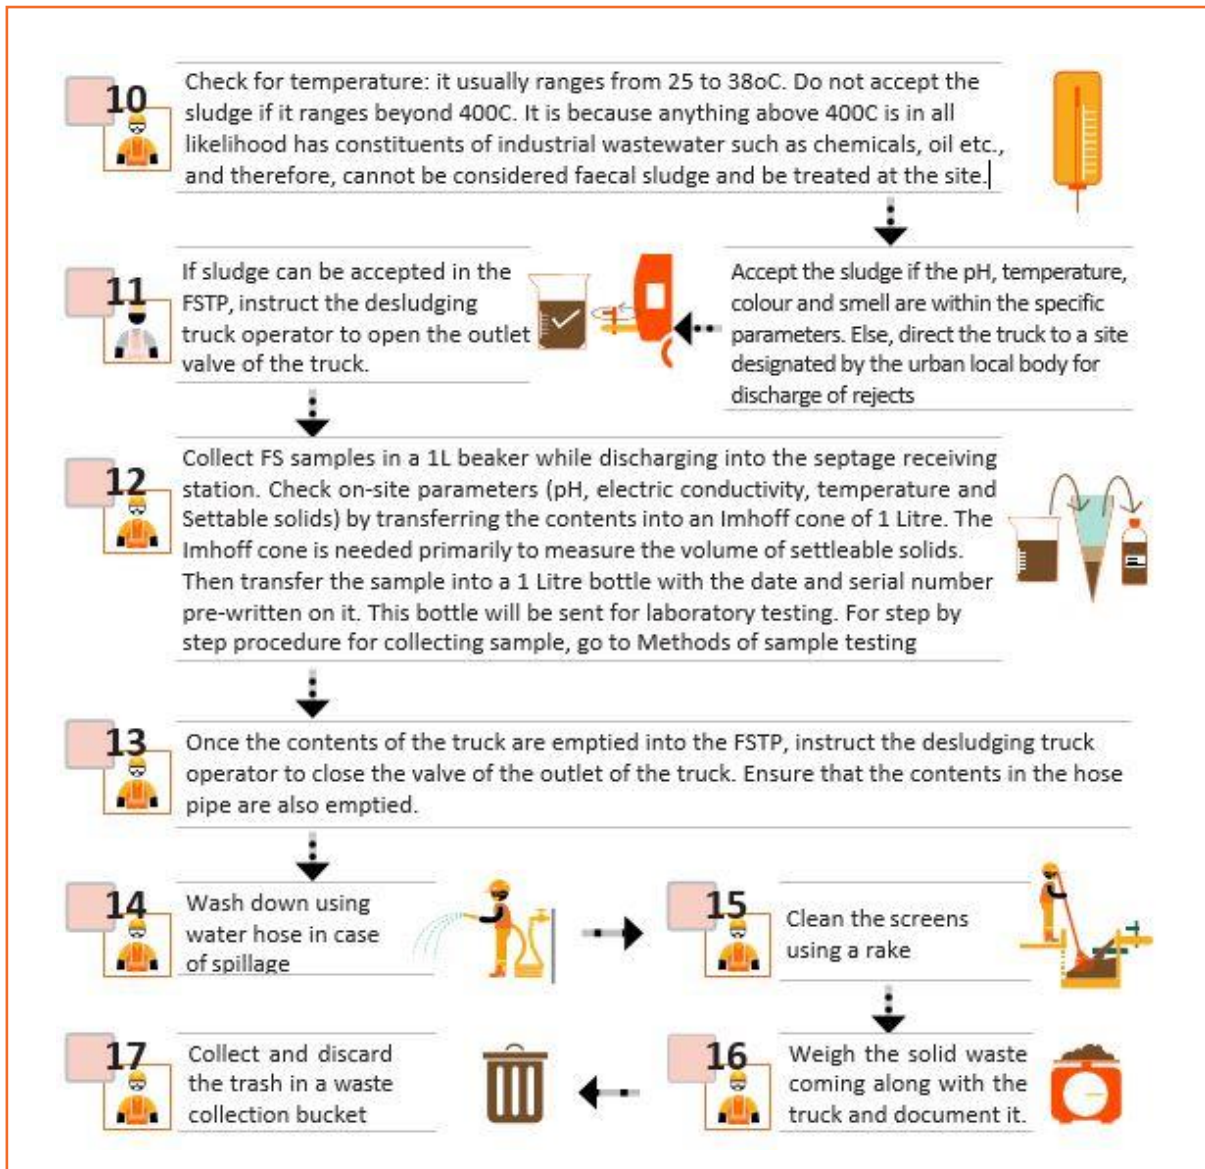 10
Check for temperature: it usually ranges from 25 to 38oC. Do not accept the
sludge if it ranges beyond 400C. It is because anything above 400C is in all
likelihood has constituents of industrial wastewater such as chemicals, oil etc.,
and therefore, cannot be considered faecal sludge and be treated at the site.
Accept the sludge if the pH, temperature,
colour and smell are within the specific
parameters. Else, direct the truck to a site
designated by the urban local body for
discharge of rejects
11
If sludge can be accepted in the
FSTP, instruct the desludging
truck operator to open the outlet
valve of the truck.
12
Collect FS samples in a 1L beaker while discharging into the septage receiving
station. Check on-site parameters (pH, electric conductivity, temperature and
Settable solids) by transferring the contents into an Imhoff cone of 1 Litre. The
Imhoff cone is needed primarily to measure the volume of settleable solids.
Then transfer the sample into a 1 Litre bottle with the date and serial number
pre-written on it. This bottle will be sent for laboratory testing. For step by
step procedure for collecting sample, go to Methods of sample testing
13
Once the contents of the truck are emptied into the FSTP, instruct the desludging truck
operator to close the valve of the outlet of the truck. Ensure that the contents in the hose
pipe are also emptied.
14
Wash down using
water hose in case
of spillage
15
Clean the screens
using a rake
16
Weigh the solid waste
coming along with the
truck and document it.
17
Collect and discard
the trash in a waste
collection bucket